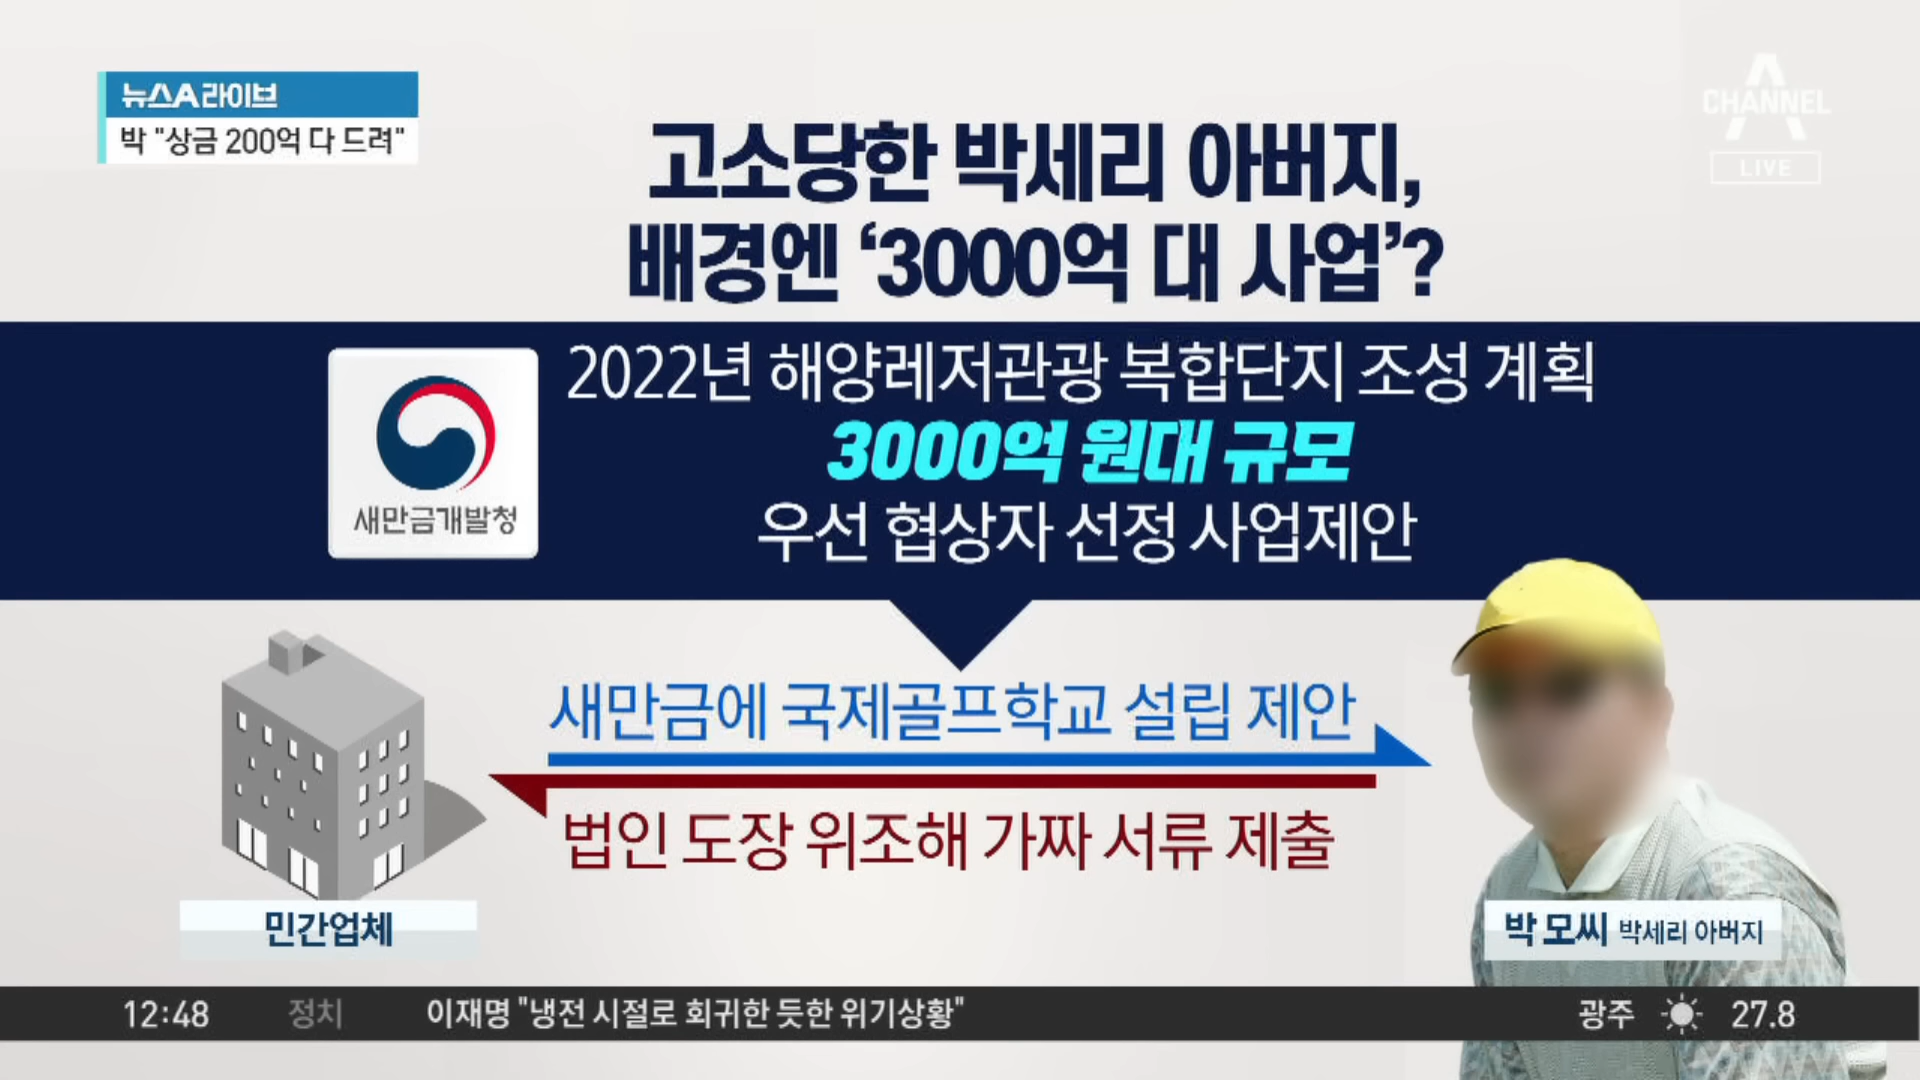 뉴스A라이브
박 "상금 200억 다 드려"
CHANNEL A
LIVE
고소당한 박세리 아버지,
배경엔 ‘3000억 대 사업’?
2022년 해양레저관광 복합단지 조성 계획
3000억 원대 규모
우선 협상자 선정 사업제안
새만금개발청
새만금에 국제골프학교 설립 제안
법인 도장 위조해 가짜 서류 제출
민간업체
박 모씨 박세리 아버지
12:48 정치 이재명 "냉전 시절로 회귀한 듯한 위기상황" 광주 27.8